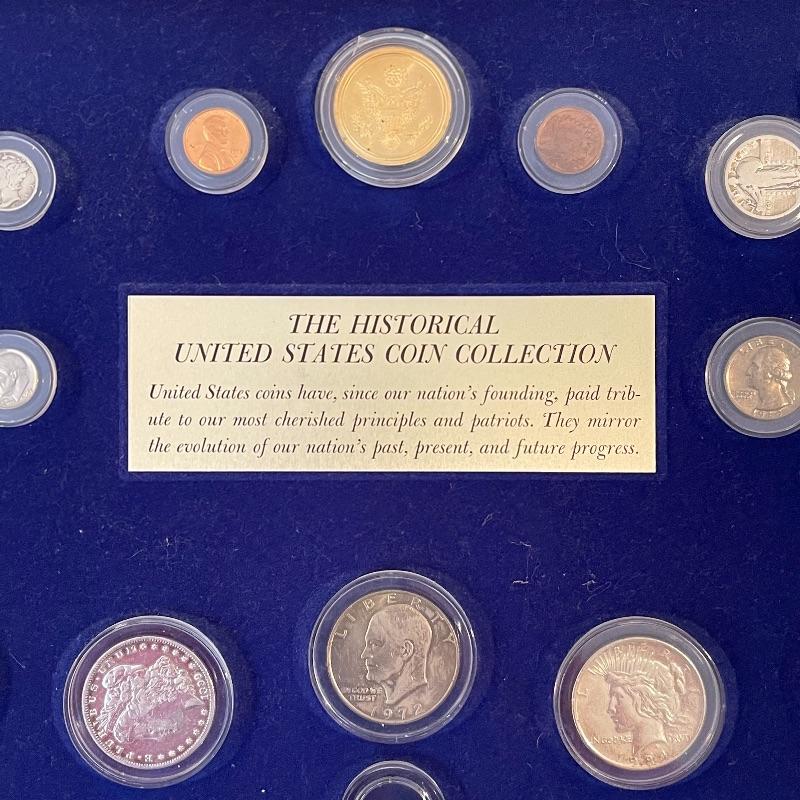 THE HISTORICAL
UNITED STATES COIN COLLECTION
United States coins have, since our nation's founding, paid trib-
ute to our most cherished principles and patriots. They mirror
the evolution of our nation's past, present, and future progress.
LIBERTY
LIBERTY
IN GOD WE
TRUST
1972
E·PLURIBUS·UNUM